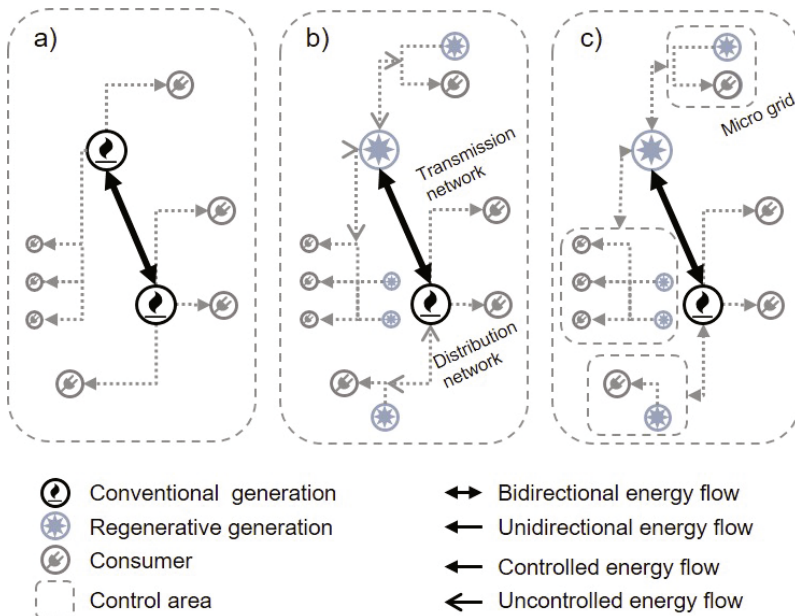 a)
b)
c)
Transmission
network
Micro grid
Distribution
network
Conventional generation
Regenerative generation
Consumer
Control area
Bidirectional energy flow
Unidirectional energy flow
Controlled energy flow
Uncontrolled energy flow